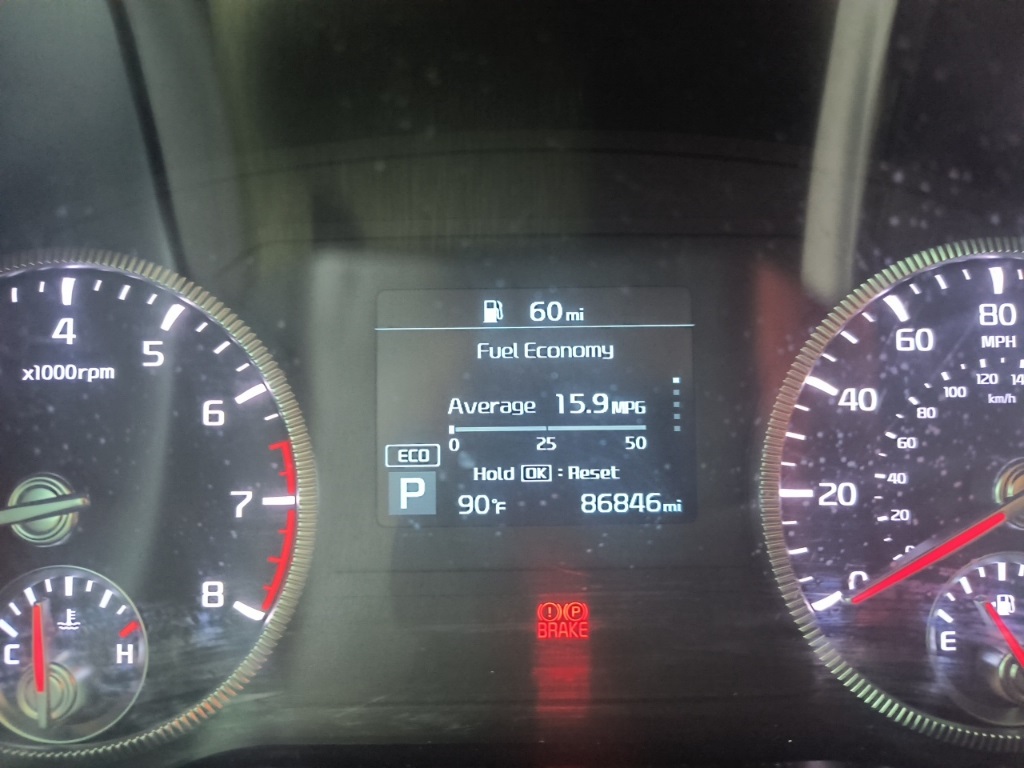 60 mi
Fuel Economy
Average 15.9 MPG
0 25 50
ECO
Hold OK : Reset
P
90°F 86846 mi
BRAKE
P
4
x1000rpm
5
6
7
8
C H
80
MPH
60
40
20
0
120
100
km/h
80
60
40
20
E